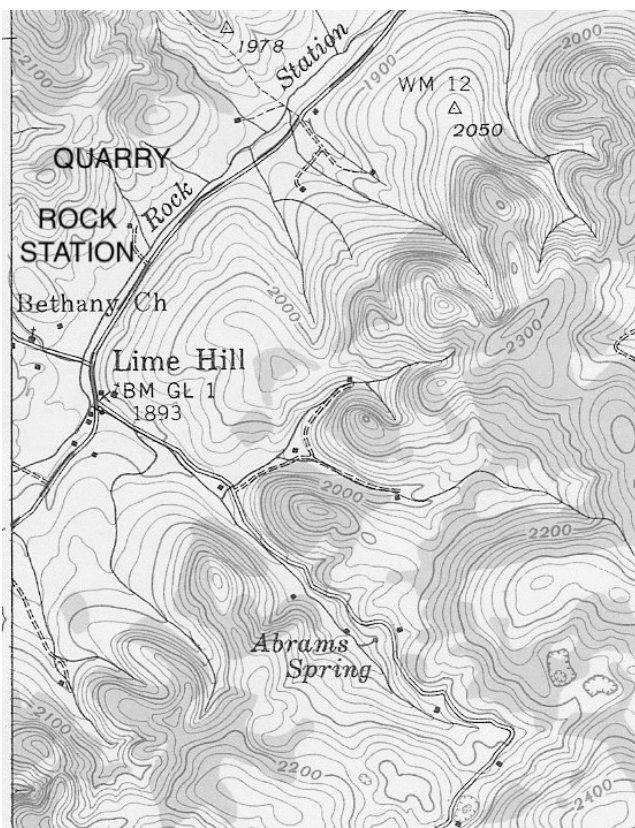 2100
1978
Station
1900
2000
WM 12
2050
QUARRY
Rock
ROCK
STATION
Bethany Ch
2000
2300
Lime Hill
BM GL 1
1893
2000
2200
Abrams
Spring
2100
2200
2400